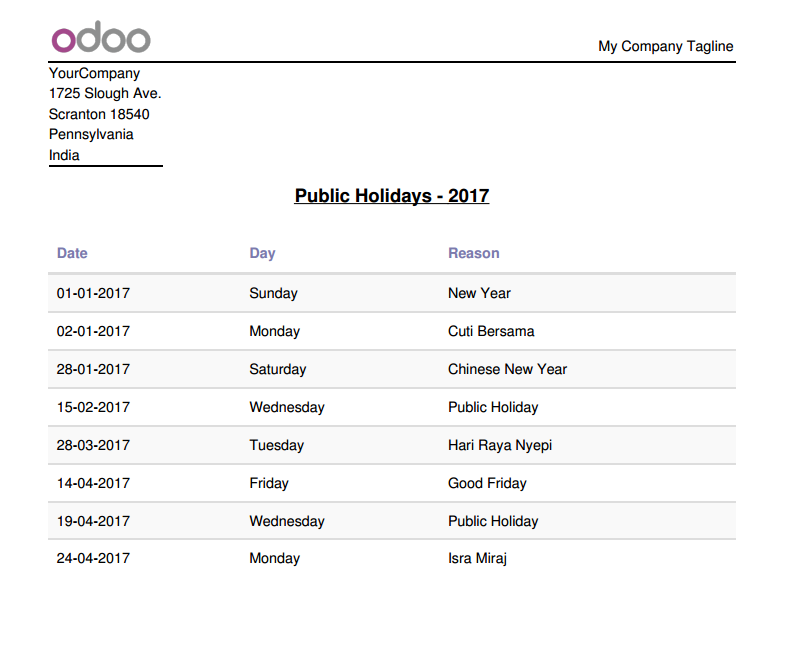 odoo
My Company Tagline
YourCompany
1725 Slough Ave.
Scranton 18540
Pennsylvania
India
Public Holidays - 2017
Date Day Reason
01-01-2017 Sunday New Year
02-01-2017 Monday Cuti Bersama
28-01-2017 Saturday Chinese New Year
15-02-2017 Wednesday Public Holiday
28-03-2017 Tuesday Hari Raya Nyepi
14-04-2017 Friday Good Friday
19-04-2017 Wednesday Public Holiday
24-04-2017 Monday Isra Miraj